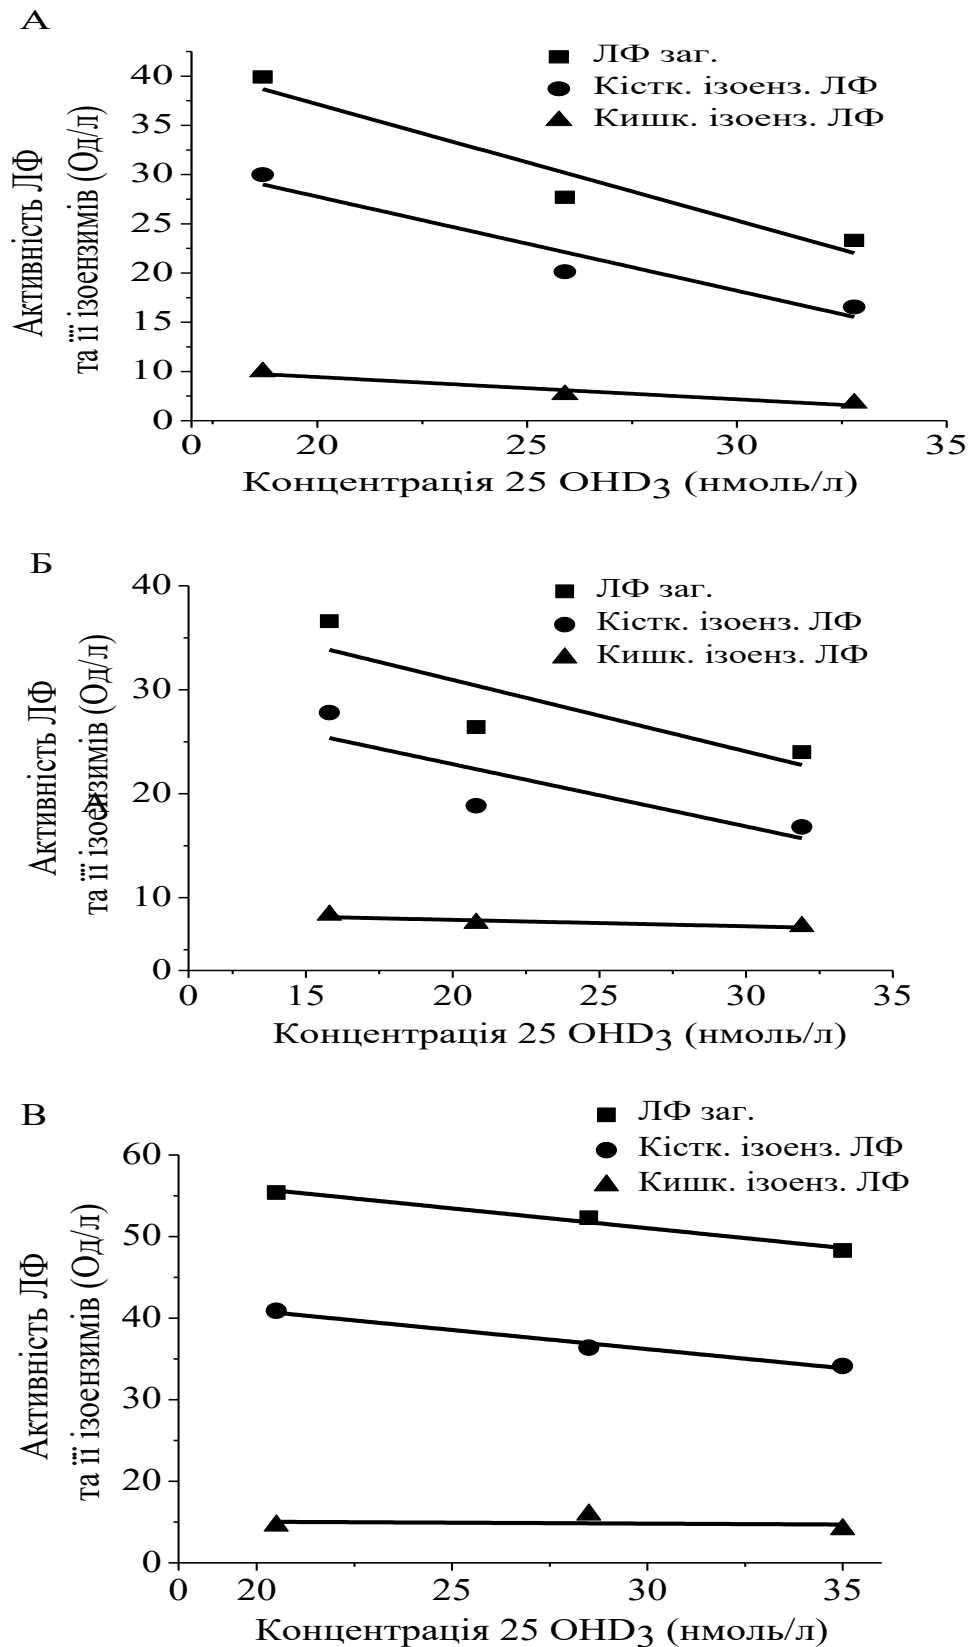 А
ЛФ заг.
Кістк. ізоенз. ЛФ
Кишк. ізоенз. ЛФ
Активність ЛФ
та її ізоензимів (Од/л)
40
35
30
25
20
15
10
0
0 20 25 30 35
Концентрація 25 OHD3 (нмоль/л)
Б
ЛФ заг.
Кістк. ізоенз. ЛФ
Кишк. ізоенз. ЛФ
Активність ЛФ
та її ізоензимів (Од/л)
А
40
30
20
10
0
0 15 20 25 30 35
Концентрація 25 OHD3 (нмоль/л)
В
ЛФ заг.
Кістк. ізоенз. ЛФ
Кишк. ізоенз. ЛФ
Активність ЛФ
та її ізоензимів (Од/л)
60
50
40
30
20
0
0 20 25 30 35
Концентрація 25 OHD3 (нмоль/л)